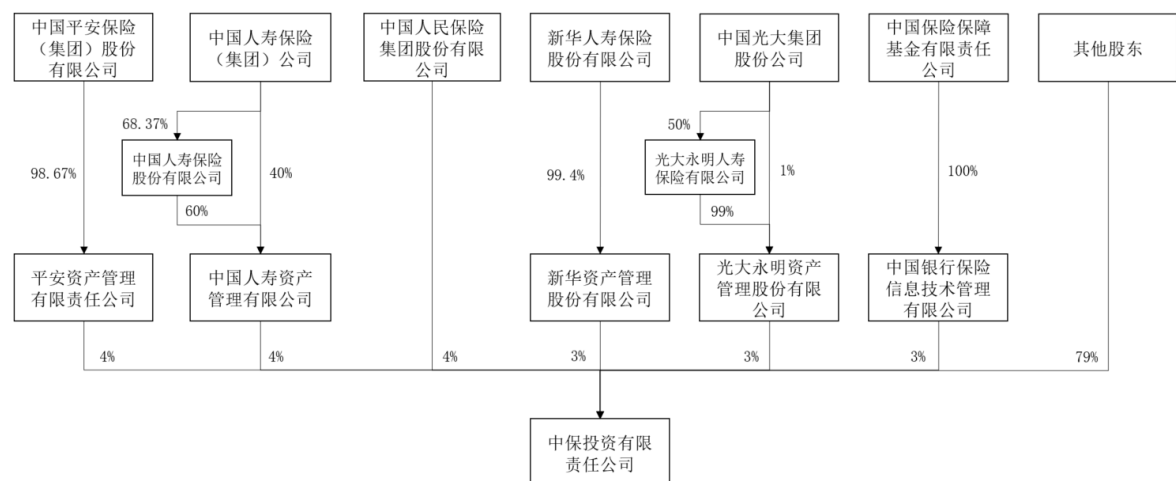 中国平安保险
（集团）股份
有限公司
中国人寿保险
（集团）公司
中国人民保险
集团股份有限
公司
新华人寿保险
股份有限公司
中国光大集团
股份公司
中国保险保障
基金有限责任
公司
其他股东
68.37%
50%
中国人寿保险
股份有限公司
光大永明人寿
保险有限公司
98.67%
40%
99.4%
1%
100%
60%
99%
平安资产管理
有限责任公司
中国人寿资产
管理有限公司
新华资产管理
股份有限公司
光大永明资产
管理股份有限
公司
中国银行保险
信息技术管理
有限公司
4%
4%
4%
3%
3%
3%
79%
中保投资有限
责任公司